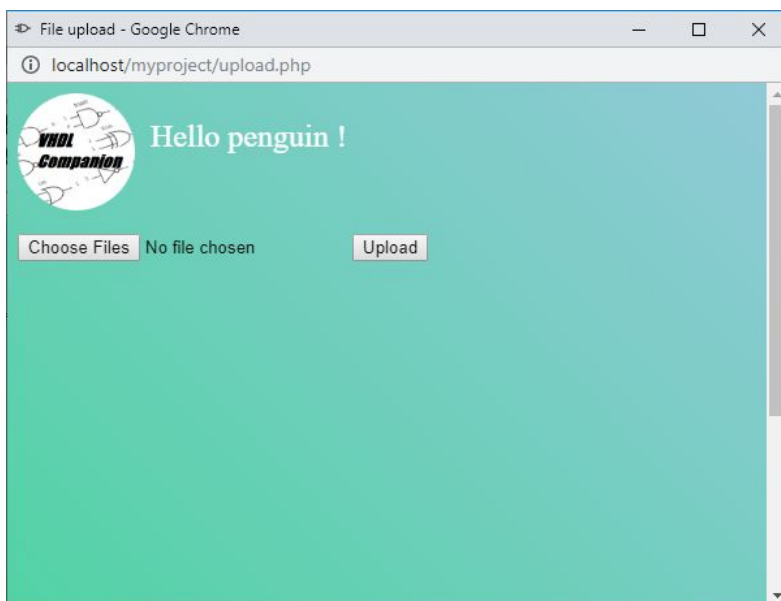 File upload - Google Chrome
localhost/myproject/upload.php
VHDL
Companion
Hello penguin !
Choose Files No file chosen Upload